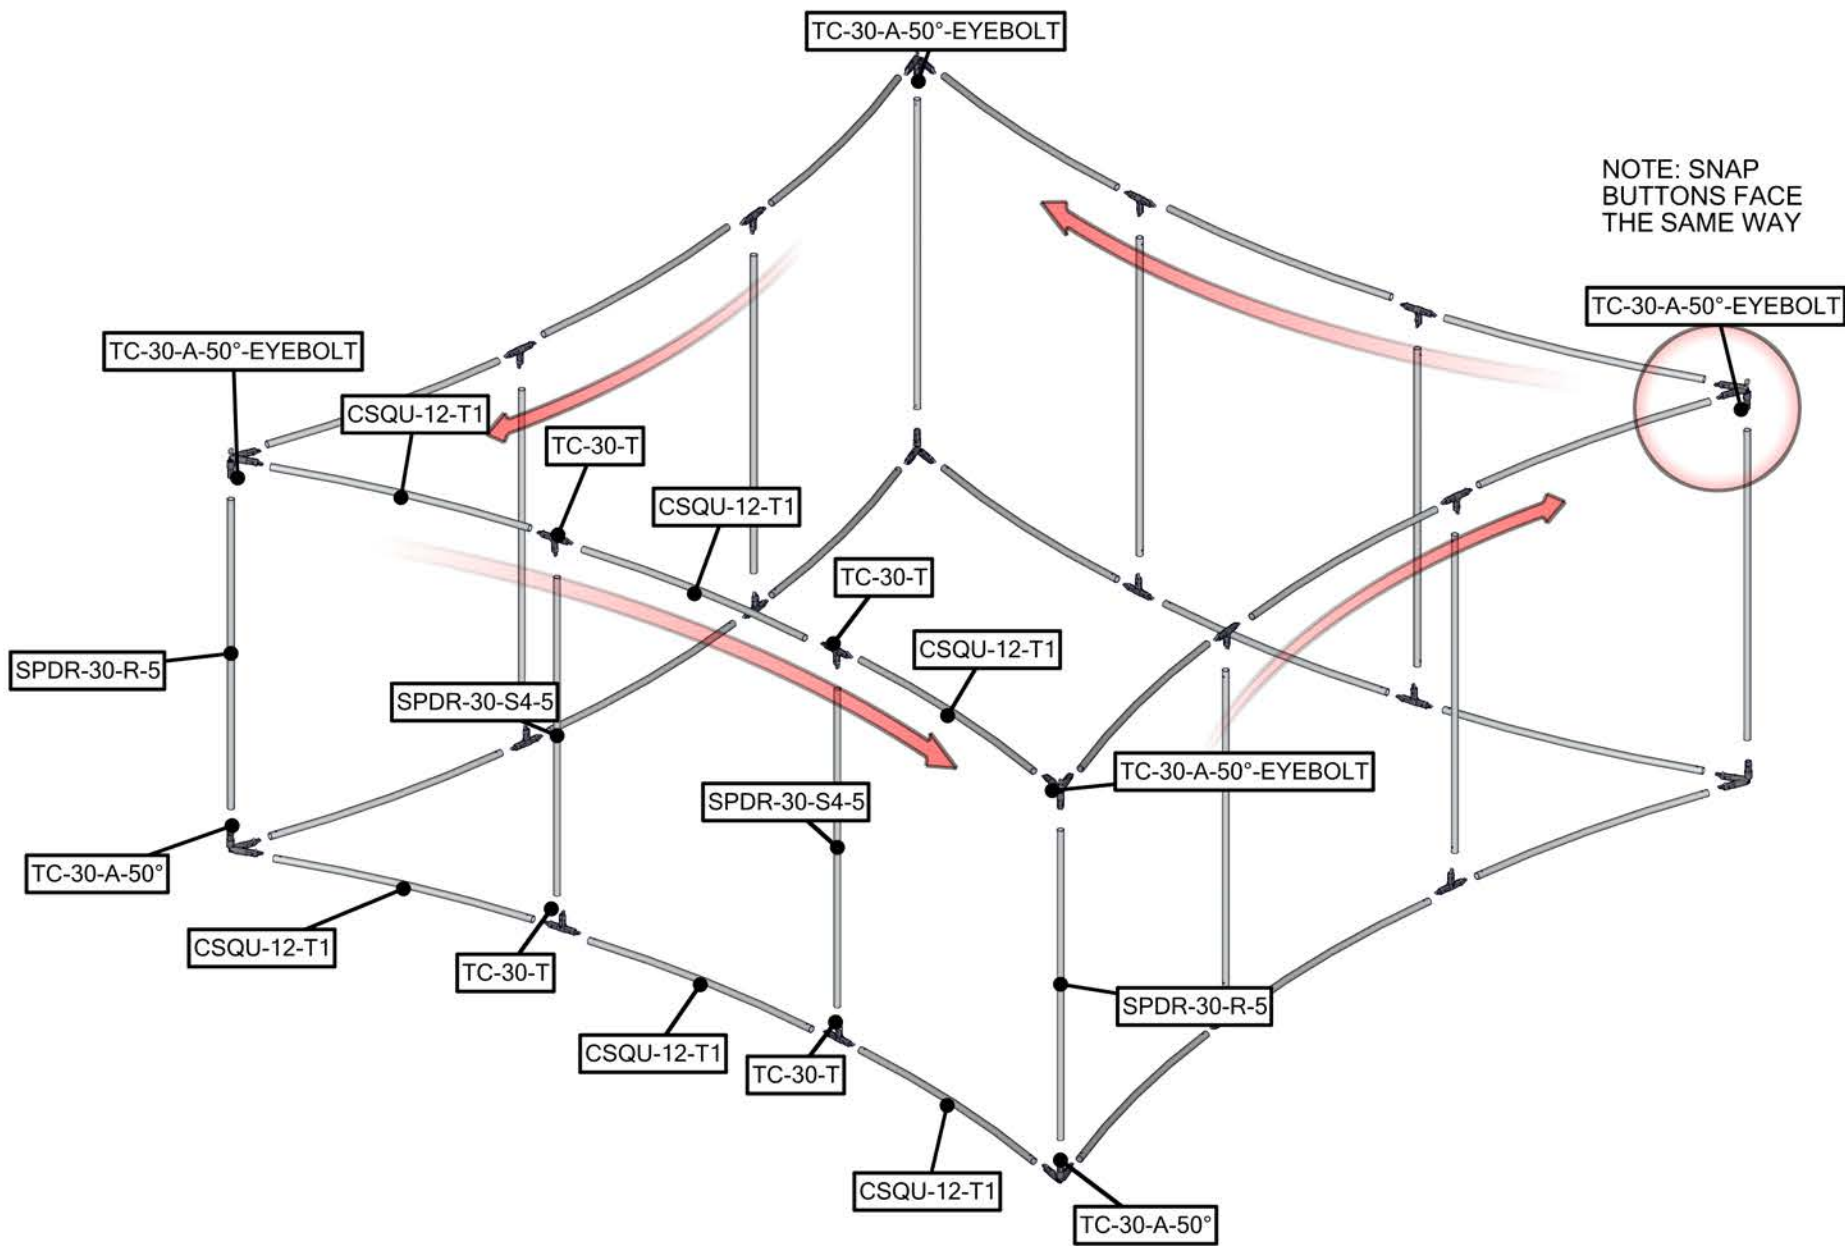 TC-30-A-50°-EYEBOLT
NOTE: SNAP
BUTTONS FACE
THE SAME WAY
TC-30-A-50°-EYEBOLT
TC-30-A-50°-EYEBOLT
CSQU-12-T1
TC-30-T
CSQU-12-T1
TC-30-T
CSQU-12-T1
SPDR-30-R-5
SPDR-30-S4-5
TC-30-A-50°-EYEBOLT
SPDR-30-S4-5
TC-30-A-50°
CSQU-12-T1
TC-30-T
SPDR-30-R-5
CSQU-12-T1
TC-30-T
CSQU-12-T1
TC-30-A-50°